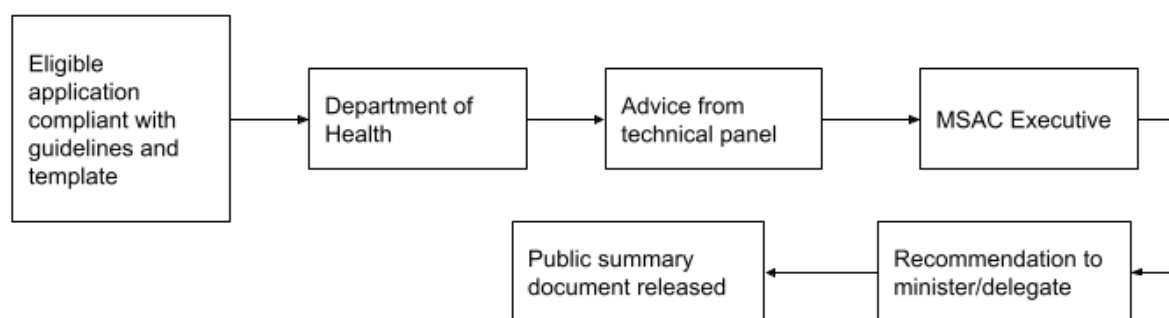 Eligible
application
compliant with
guidelines and
template
Department of
Health
Advice from
technical panel
MSAC Executive
Recommendation to
minister/delegate
Public summary
document released